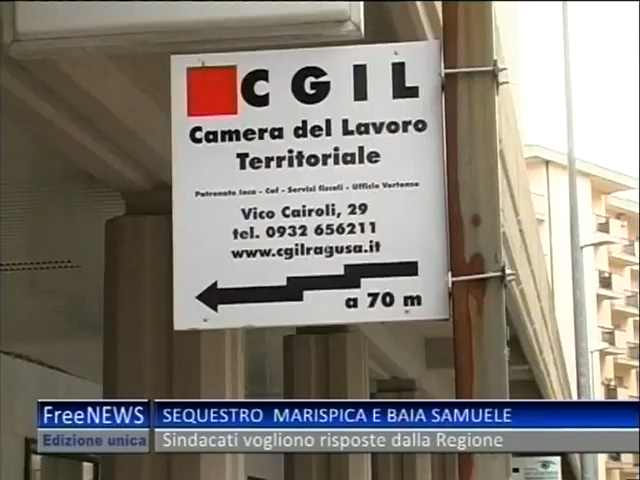 CGIL
Camera del Lavoro
Territoriale
Patronato Inca - Caf - Servizi fiscali - Ufficio Vertenze
Vico Cairoli, 29
tel. 0932 656211
www.cgilragusa.it
a 70 m
FreeNEWS
SEQUESTRO MARISPICA E BAIA SAMUELE
Edizione unica
Sindacati vogliono risposte dalla Regione